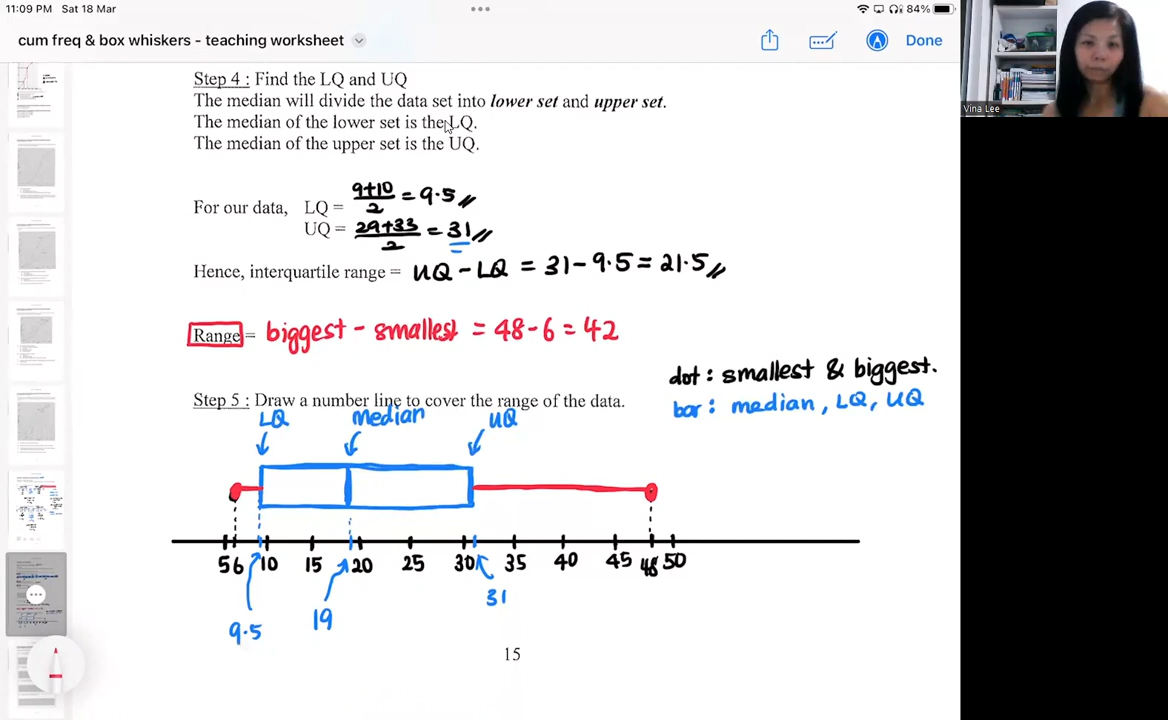 11:09 PM Sat 18 Mar
84%
cum freq & box whiskers - teaching worksheet
Done
Vina Lee
Step 4 : Find the LQ and UQ
The median will divide the data set into lower set and upper set.
The median of the lower set is the LQ.
The median of the upper set is the UQ.
For our data, LQ = 9+10/2 = 9.5
UQ = 29+33/2 = 31
Hence, interquartile range = UQ - LQ = 31 - 9.5 = 21.5
Range = biggest - smallest = 48 - 6 = 42
dot : smallest & biggest.
Step 5 : Draw a number line to cover the range of the data.
bar : median, LQ, UQ
LQ median UQ
5 6 10 15 20 25 30 35 40 45 48 50
31
9.5 19
15